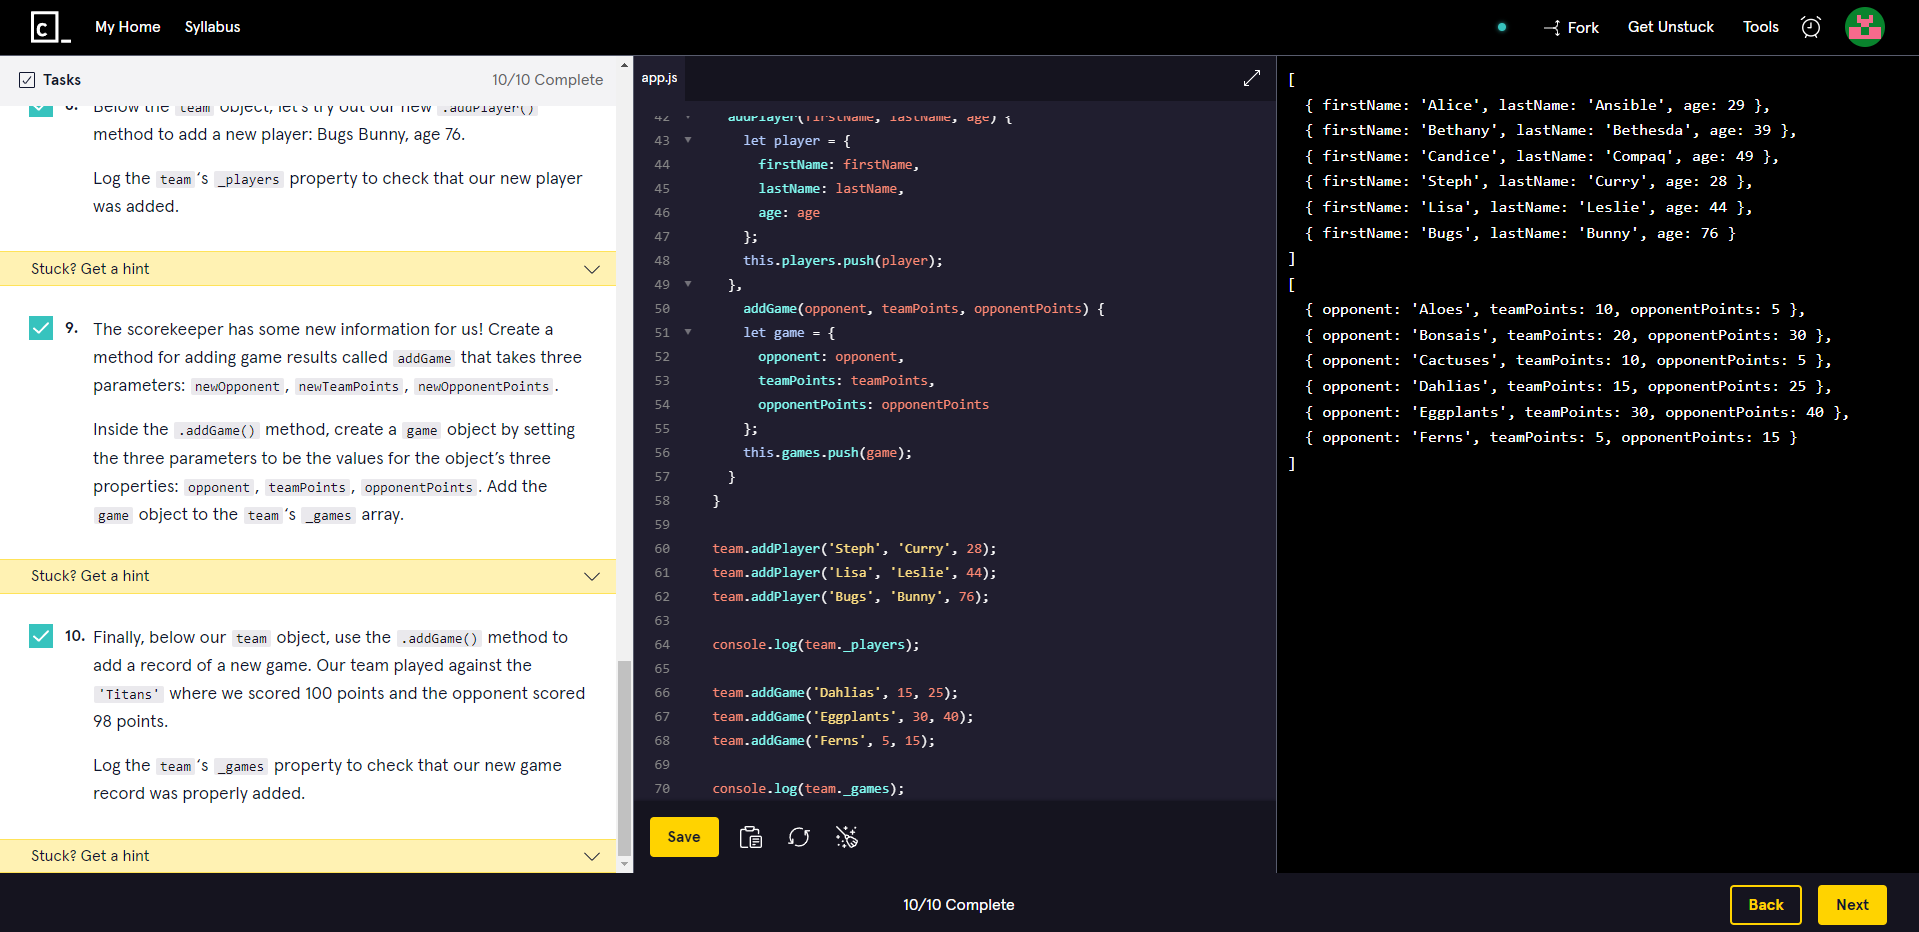 c_
My Home
Syllabus
Fork
Get Unstuck
Tools
Tasks
10/10 Complete
8. Below the team object, let's try out our new .addPlayer()
method to add a new player: Bugs Bunny, age 76.
Log the team‘s _players property to check that our new player
was added.
Stuck? Get a hint
9. The scorekeeper has some new information for us! Create a
method for adding game results called addGame that takes three
parameters: newOpponent, newTeamPoints, newOpponentPoints.
Inside the .addGame() method, create a game object by setting
the three parameters to be the values for the object’s three
properties: opponent, teamPoints, opponentPoints. Add the
game object to the team‘s _games array.
Stuck? Get a hint
10. Finally, below our team object, use the .addGame() method to
add a record of a new game. Our team played against the
'Titans' where we scored 100 points and the opponent scored
98 points.
Log the team‘s _games property to check that our new game
record was properly added.
Stuck? Get a hint
app.js
42 addPlayer(firstName, lastName, age) {
43 let player = {
44 firstName: firstName,
45 lastName: lastName,
46 age: age
47 };
48 this.players.push(player);
49 },
50 addGame(opponent, teamPoints, opponentPoints) {
51 let game = {
52 opponent: opponent,
53 teamPoints: teamPoints,
54 opponentPoints: opponentPoints
55 };
56 this.games.push(game);
57 }
58 }
59
60 team.addPlayer('Steph', 'Curry', 28);
61 team.addPlayer('Lisa', 'Leslie', 44);
62 team.addPlayer('Bugs', 'Bunny', 76);
63
64 console.log(team._players);
65
66 team.addGame('Dahlias', 15, 25);
67 team.addGame('Eggplants', 30, 40);
68 team.addGame('Ferns', 5, 15);
69
70 console.log(team._games);
Save
[
{ firstName: 'Alice', lastName: 'Ansible', age: 29 },
{ firstName: 'Bethany', lastName: 'Bethesda', age: 39 },
{ firstName: 'Candice', lastName: 'Compaq', age: 49 },
{ firstName: 'Steph', lastName: 'Curry', age: 28 },
{ firstName: 'Lisa', lastName: 'Leslie', age: 44 },
{ firstName: 'Bugs', lastName: 'Bunny', age: 76 }
]
[
{ opponent: 'Aloes', teamPoints: 10, opponentPoints: 5 },
{ opponent: 'Bonsais', teamPoints: 20, opponentPoints: 30 },
{ opponent: 'Cactuses', teamPoints: 10, opponentPoints: 5 },
{ opponent: 'Dahlias', teamPoints: 15, opponentPoints: 25 },
{ opponent: 'Eggplants', teamPoints: 30, opponentPoints: 40 },
{ opponent: 'Ferns', teamPoints: 5, opponentPoints: 15 }
]
10/10 Complete
Back
Next